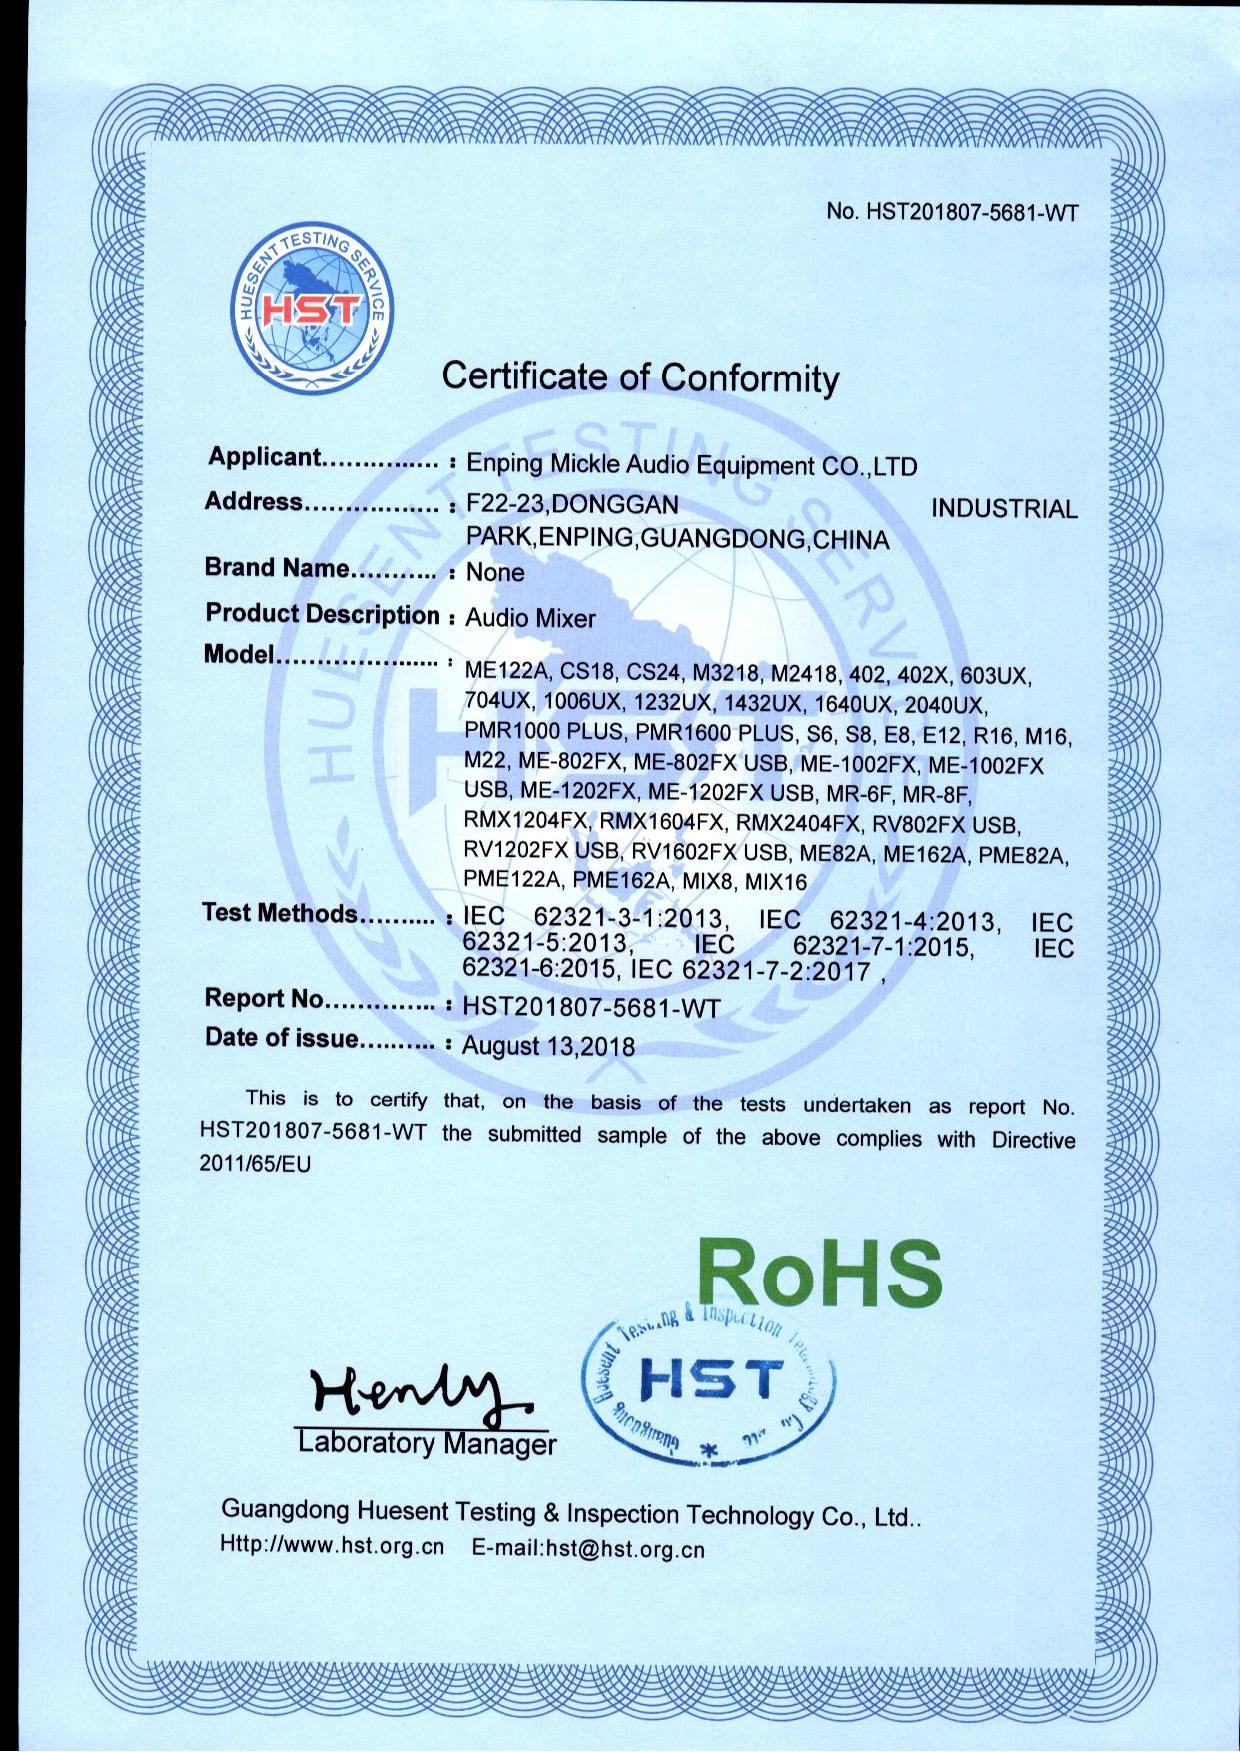 No. HST201807-5681-WT
HUESENT TESTING SERVICE
HST
Certificate of Conformity
Applicant............... : Enping Mickle Audio Equipment CO.,LTD
Address................. : F22-23,DONGGAN INDUSTRIAL
PARK,ENPING,GUANGDONG,CHINA
Brand Name........... : None
Product Description : Audio Mixer
Model...................... : ME122A, CS18, CS24, M3218, M2418, 402, 402X, 603UX,
704UX, 1006UX, 1232UX, 1432UX, 1640UX, 2040UX,
PMR1000 PLUS, PMR1600 PLUS, S6, S8, E8, E12, R16, M16,
M22, ME-802FX, ME-802FX USB, ME-1002FX, ME-1002FX
USB, ME-1202FX, ME-1202FX USB, MR-6F, MR-8F,
RMX1204FX, RMX1604FX, RMX2404FX, RV802FX USB,
RV1202FX USB, RV1602FX USB, ME82A, ME162A, PME82A,
PME122A, PME162A, MIX8, MIX16
Test Methods.......... : IEC 62321-3-1:2013, IEC 62321-4:2013, IEC
62321-5:2013, IEC 62321-7-1:2015, IEC
62321-6:2015, IEC 62321-7-2:2017 ,
Report No.............. : HST201807-5681-WT
Date of issue.......... : August 13,2018
This is to certify that, on the basis of the tests undertaken as report No.
HST201807-5681-WT the submitted sample of the above complies with Directive
2011/65/EU
RoHS
Guangdong Huesent Testing & Inspection Technology Co.
HST
Henly
Laboratory Manager
Guangdong Huesent Testing & Inspection Technology Co., Ltd..
Http://www.hst.org.cn E-mail:hst@hst.org.cn